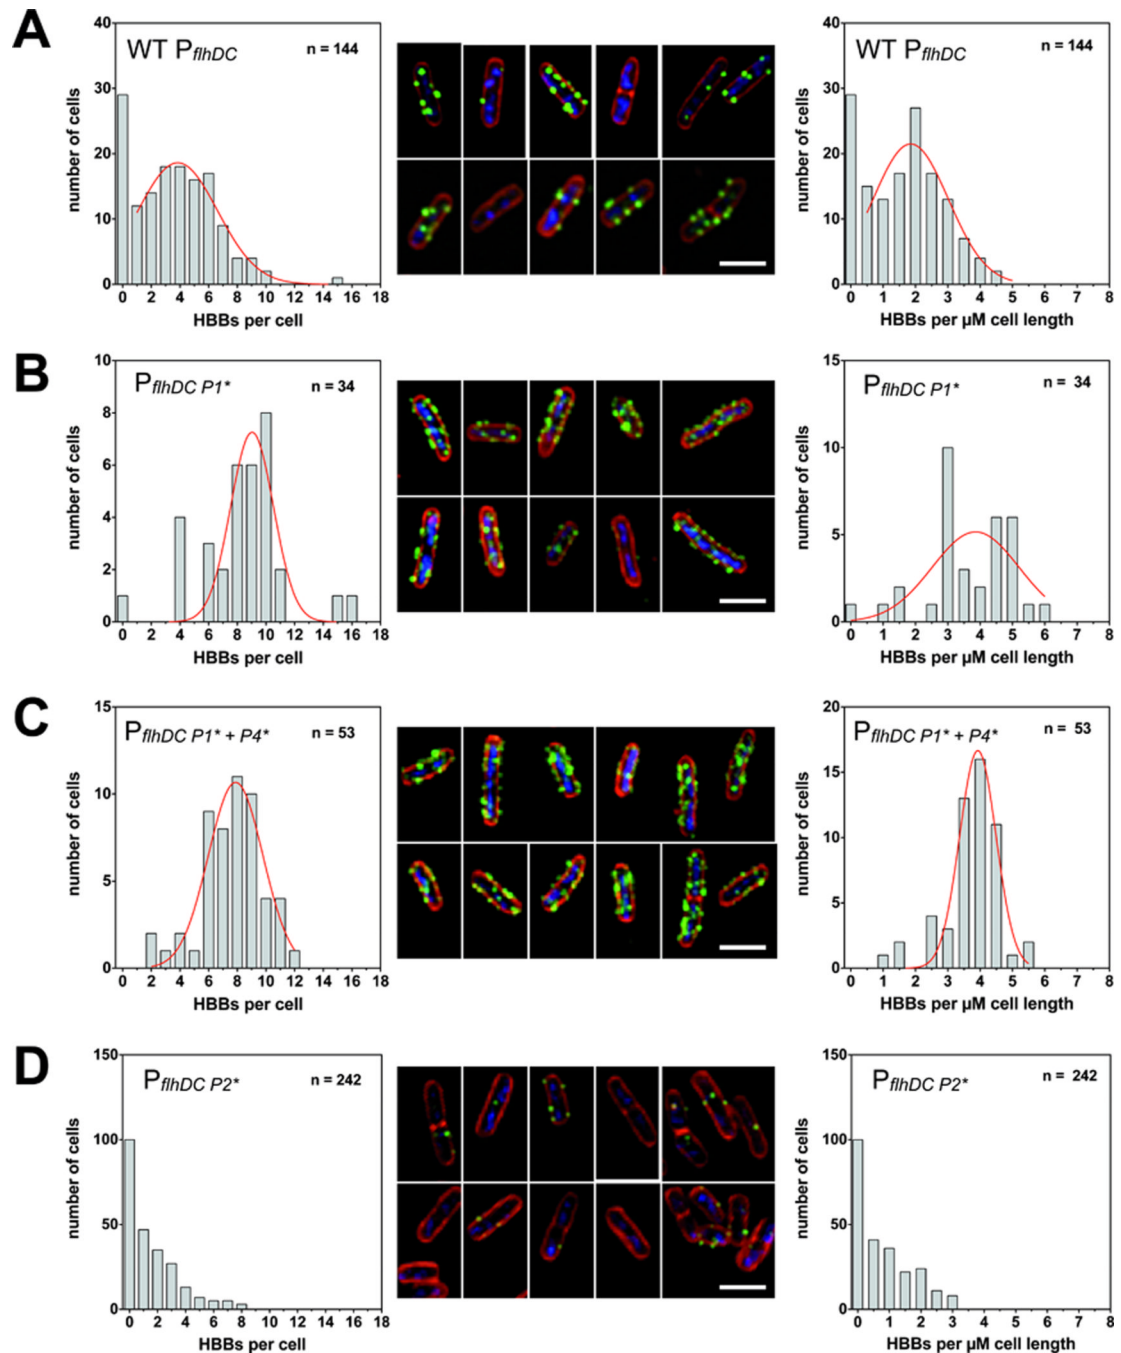 A
WT PflhDC
n = 144
number of cells
40
30
20
10
0
0 2 4 6 8 10 12 14 16 18
HBBs per cell
WT PflhDC
n = 144
number of cells
40
30
20
10
0
0 1 2 3 4 5 6 7 8
HBBs per µM cell length
B
PflhDC P1*
n = 34
number of cells
10
8
6
4
2
0
0 2 4 6 8 10 12 14 16 18
HBBs per cell
PflhDC P1*
n = 34
number of cells
15
10
5
0
0 1 2 3 4 5 6 7 8
HBBs per µM cell length
C
PflhDC P1* + P4*
n = 53
number of cells
15
10
5
0
0 2 4 6 8 10 12 14 16 18
HBBs per cell
PflhDC P1* + P4*
n = 53
number of cells
20
15
10
5
0
0 1 2 3 4 5 6 7 8
HBBs per µM cell length
D
PflhDC P2*
n = 242
number of cells
150
100
50
0
0 2 4 6 8 10 12 14 16 18
HBBs per cell
PflhDC P2*
n = 242
number of cells
150
100
50
0
0 1 2 3 4 5 6 7 8
HBBs per µM cell length